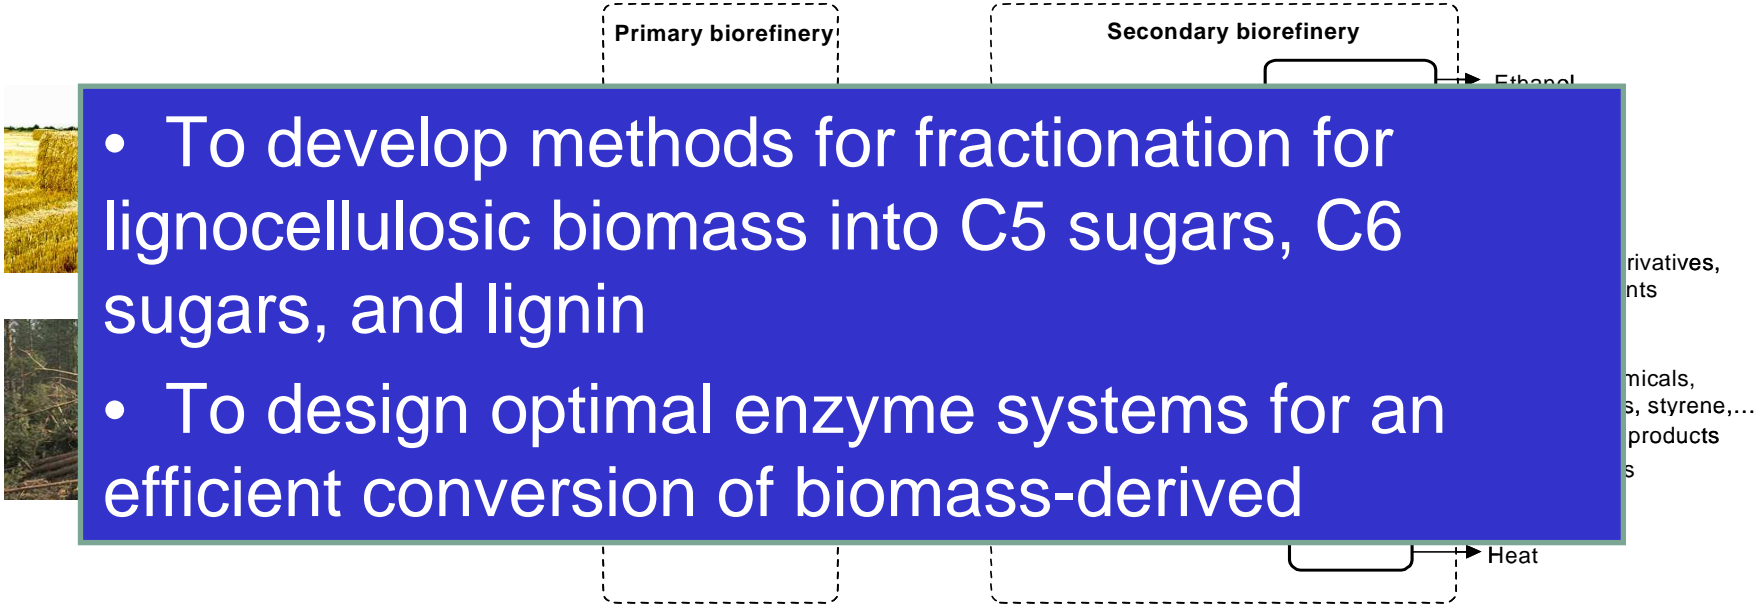 Primary biorefinery
Secondary biorefinery
Ethanol
• To develop methods for fractionation for
lignocellulosic biomass into C5 sugars, C6
sugars, and lignin
• To design optimal enzyme systems for an
efficient conversion of biomass-derived
rivatives,
nts
micals,
s, styrene,...
products
s
Heat